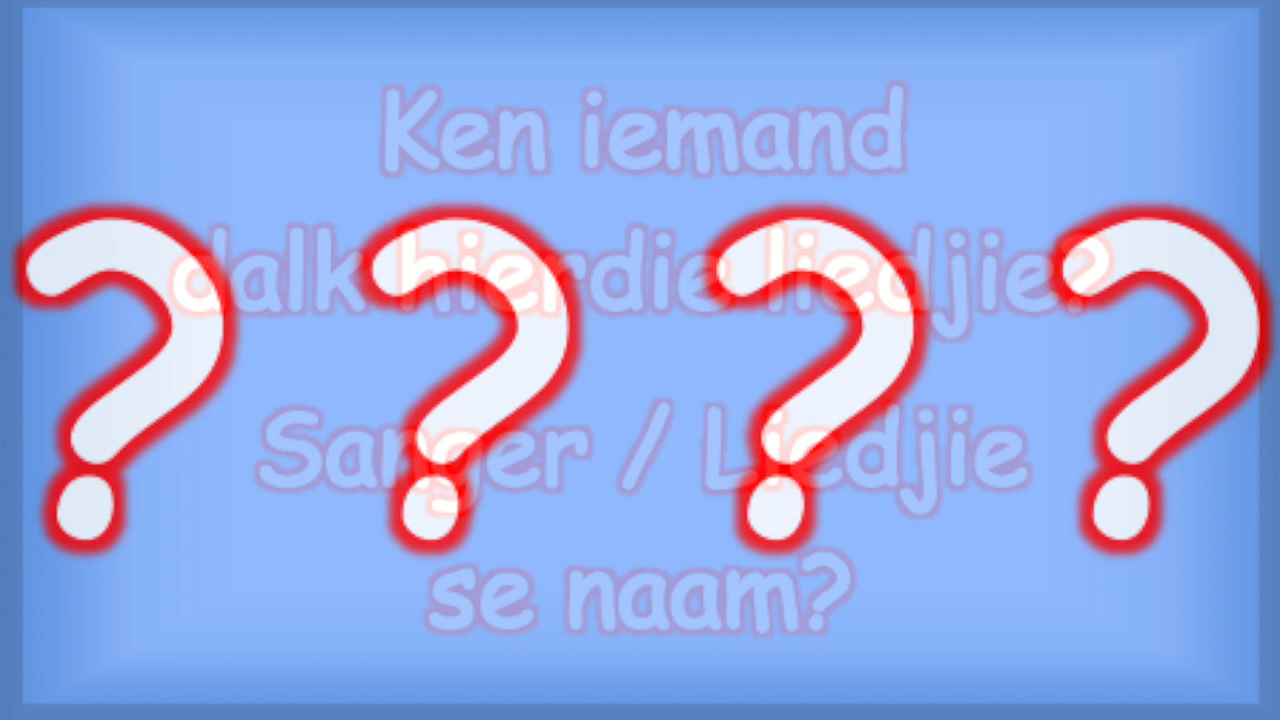 Ken iemand
dalk hierdie liedjie?
? ? ? ?
Sanger / Liedjie
se naam?